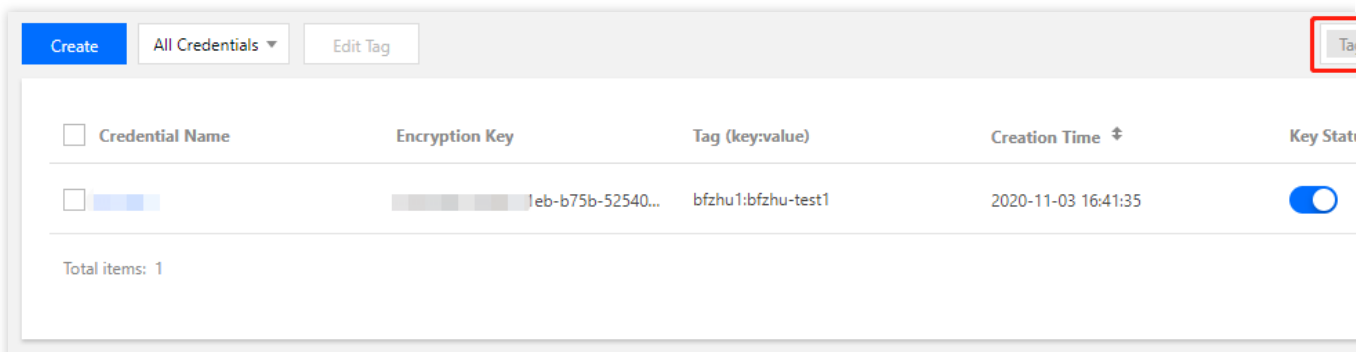 Create All Credentials Edit Tag
Credential Name Encryption Key Tag (key:value) Creation Time Key
1eb-b75b-52540... bfzhu1:bfzhu-test1 2020-11-03 16:41:35
Total items: 1